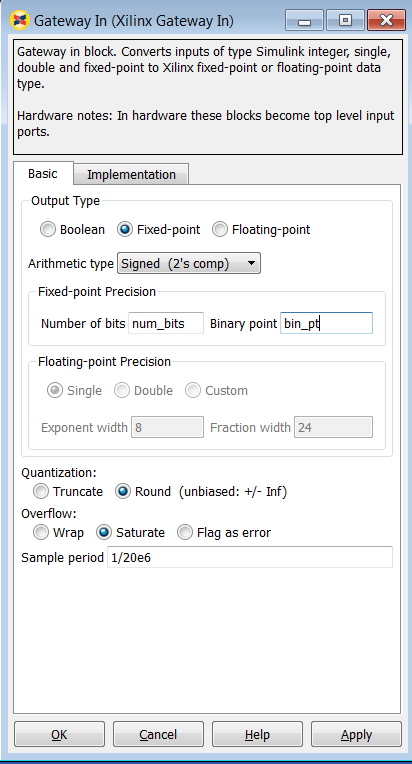 Gateway In (Xilinx Gateway In)
Gateway in block. Converts inputs of type Simulink integer, single,
double and fixed-point to Xilinx fixed-point or floating-point data
type.
Hardware notes: In hardware these blocks become top level input
ports.
Basic Implementation
Output Type
Boolean Fixed-point Floating-point
Arithmetic type Signed (2's comp)
Fixed-point Precision
Number of bits num_bits Binary point bin_pt
Floating-point Precision
Single Double Custom
Exponent width 8 Fraction width 24
Quantization:
Truncate Round (unbiased: +/- Inf)
Overflow:
Wrap Saturate Flag as error
Sample period 1/20e6
OK Cancel Help Apply